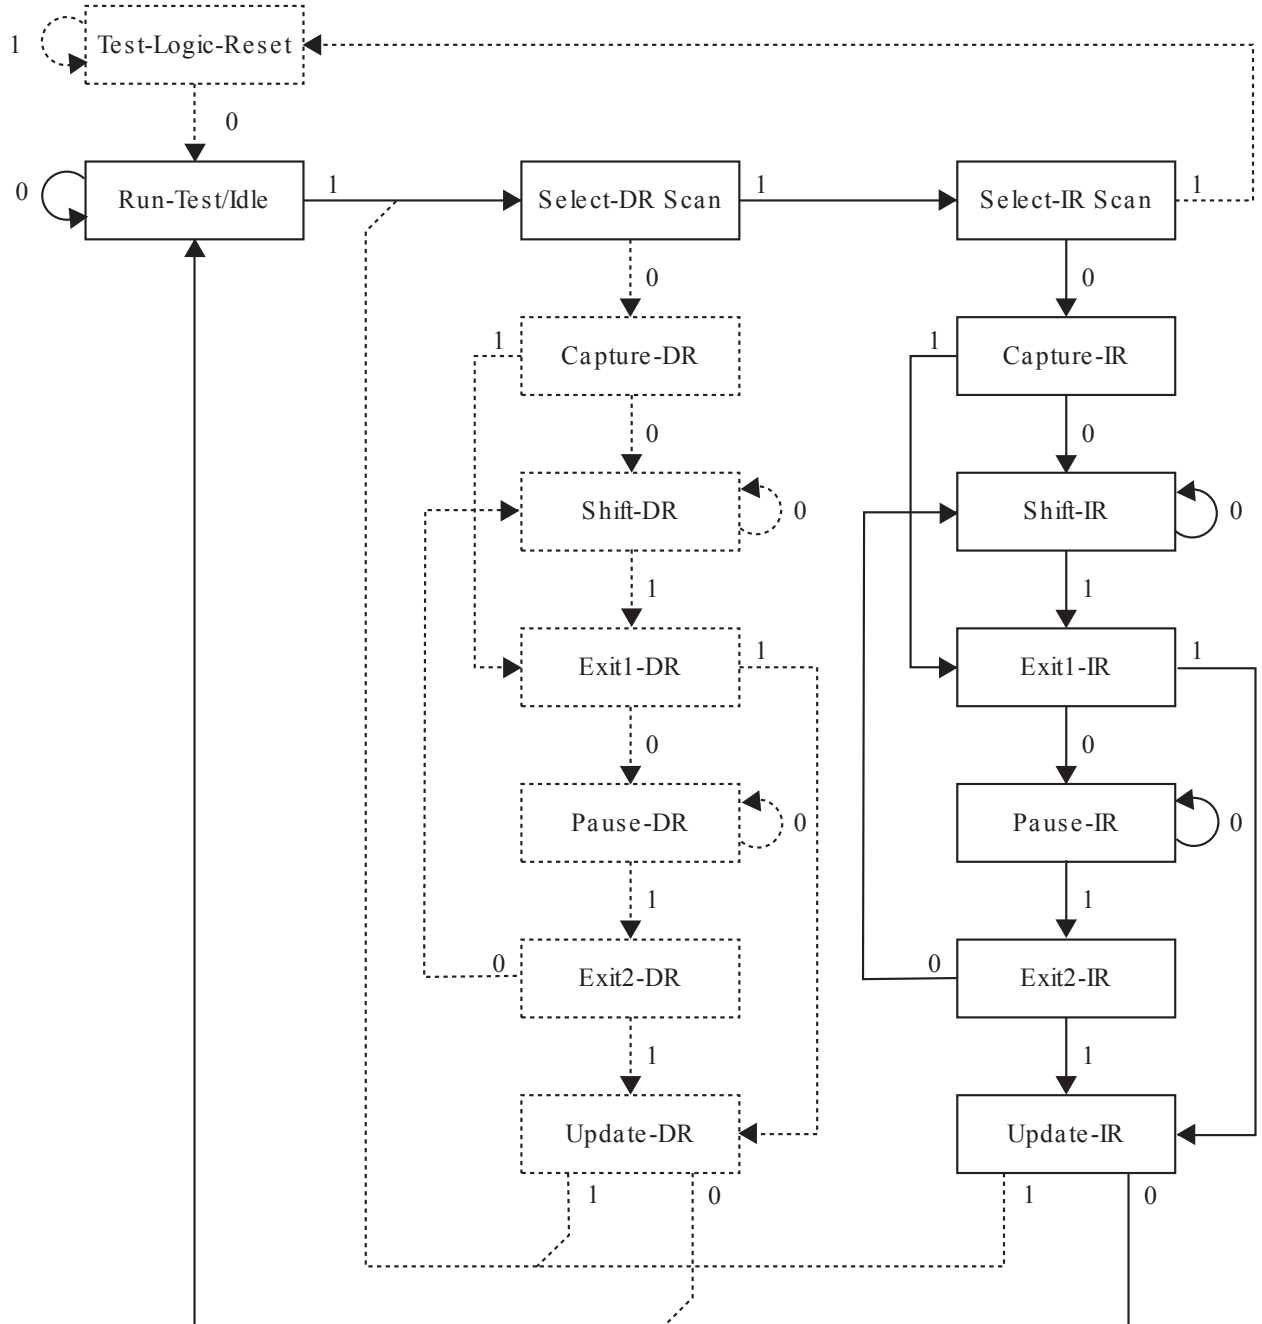 1
Test-Logic-Reset
0
0
Run-Test/Idle
1
Select-DR Scan
1
Select-IR Scan
1
0
0
1
Capture-DR
1
Capture-IR
0
0
Shift-DR
0
Shift-IR
0
1
1
Exit1-DR
1
Exit1-IR
1
0
0
Pause-DR
0
Pause-IR
0
1
1
0
Exit2-DR
0
Exit2-IR
1
1
Update-DR
Update-IR
1
0
1
0